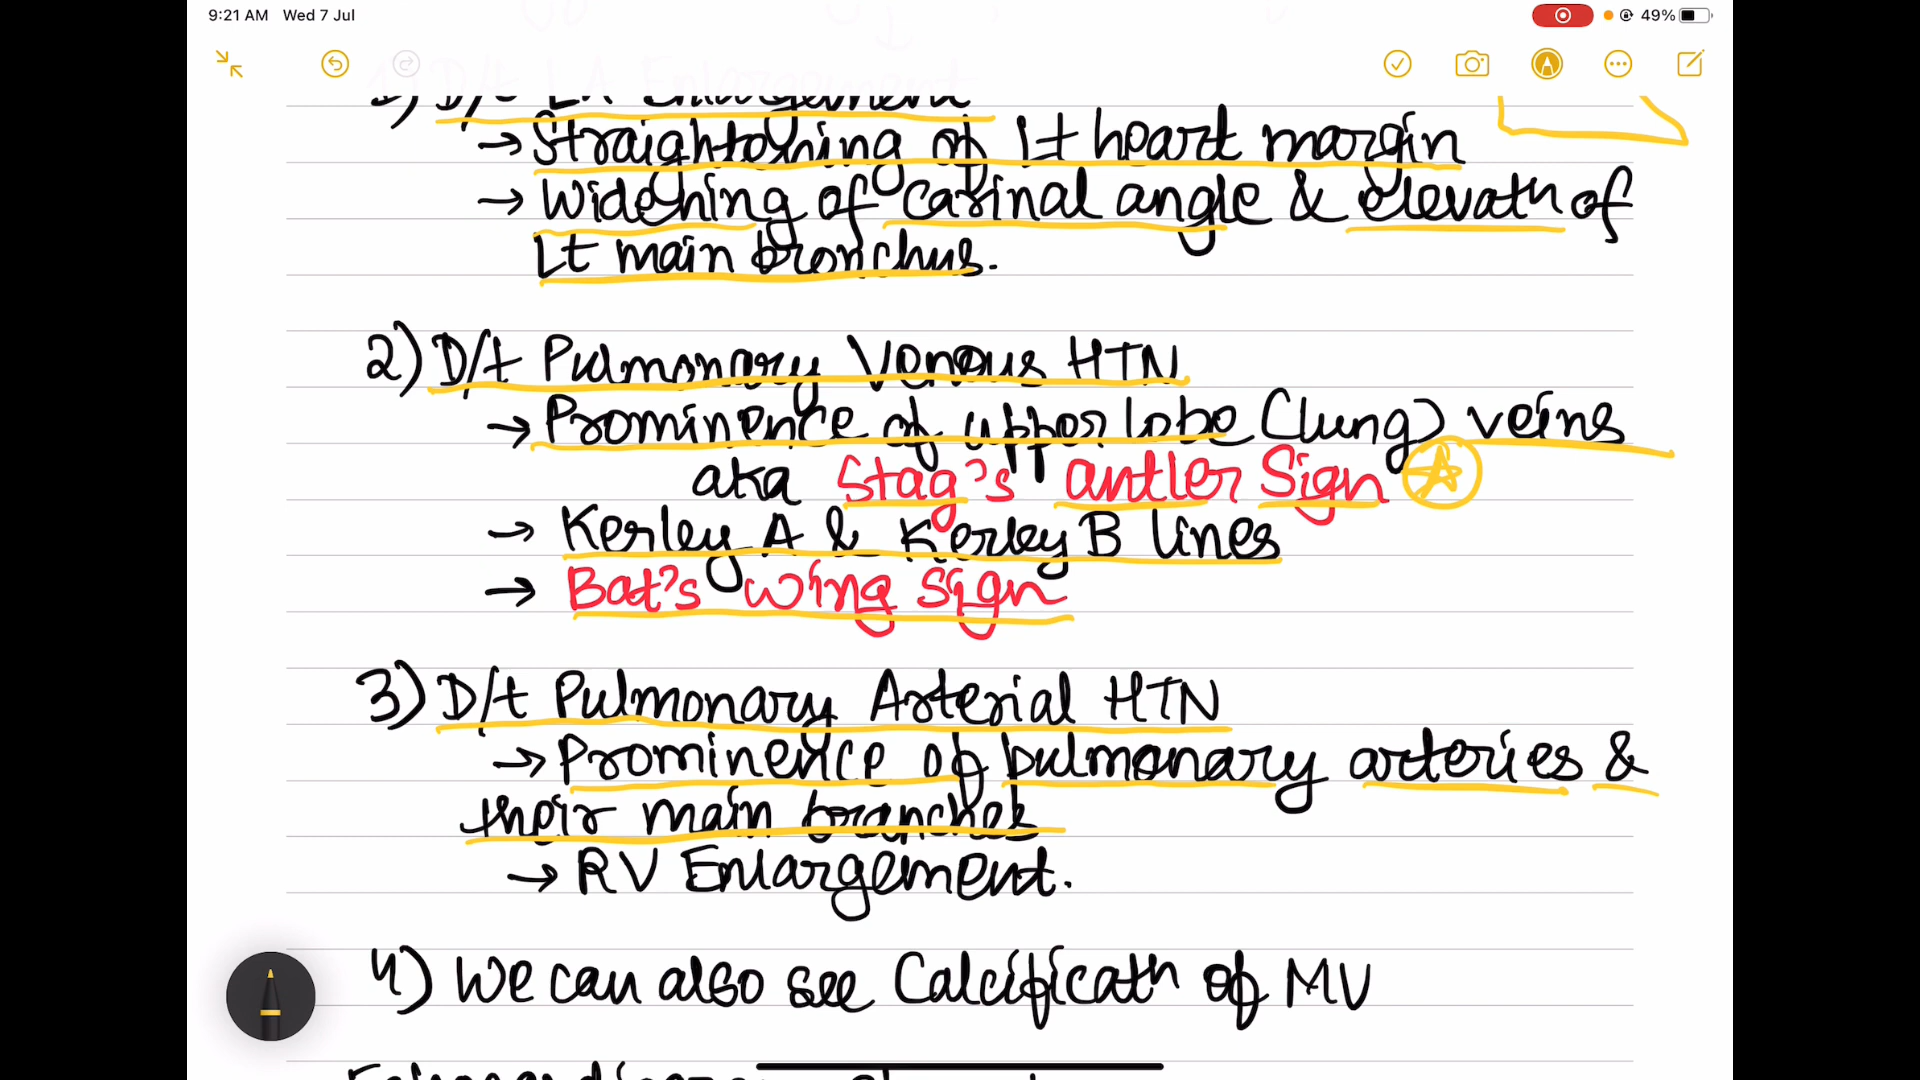 9:21 AM Wed 7 Jul
49%
1) D/t LA Enlargement
→ Straightening of Lt heart margin
→ Widening of carinal angle & elevatn of
Lt main bronchus.
2) D/t Pulmonary Venous HTN
→ Prominence of upper lobe (lung) veins
aka Stag's antler Sign
→ Kerley A & Kerley B lines
→ Bat's wing Sign
3) D/t Pulmonary Arterial HTN
→ Prominence of pulmonary arteries &
their main branches
→ RV Enlargement.
4) We can also see Calcificatn of MV